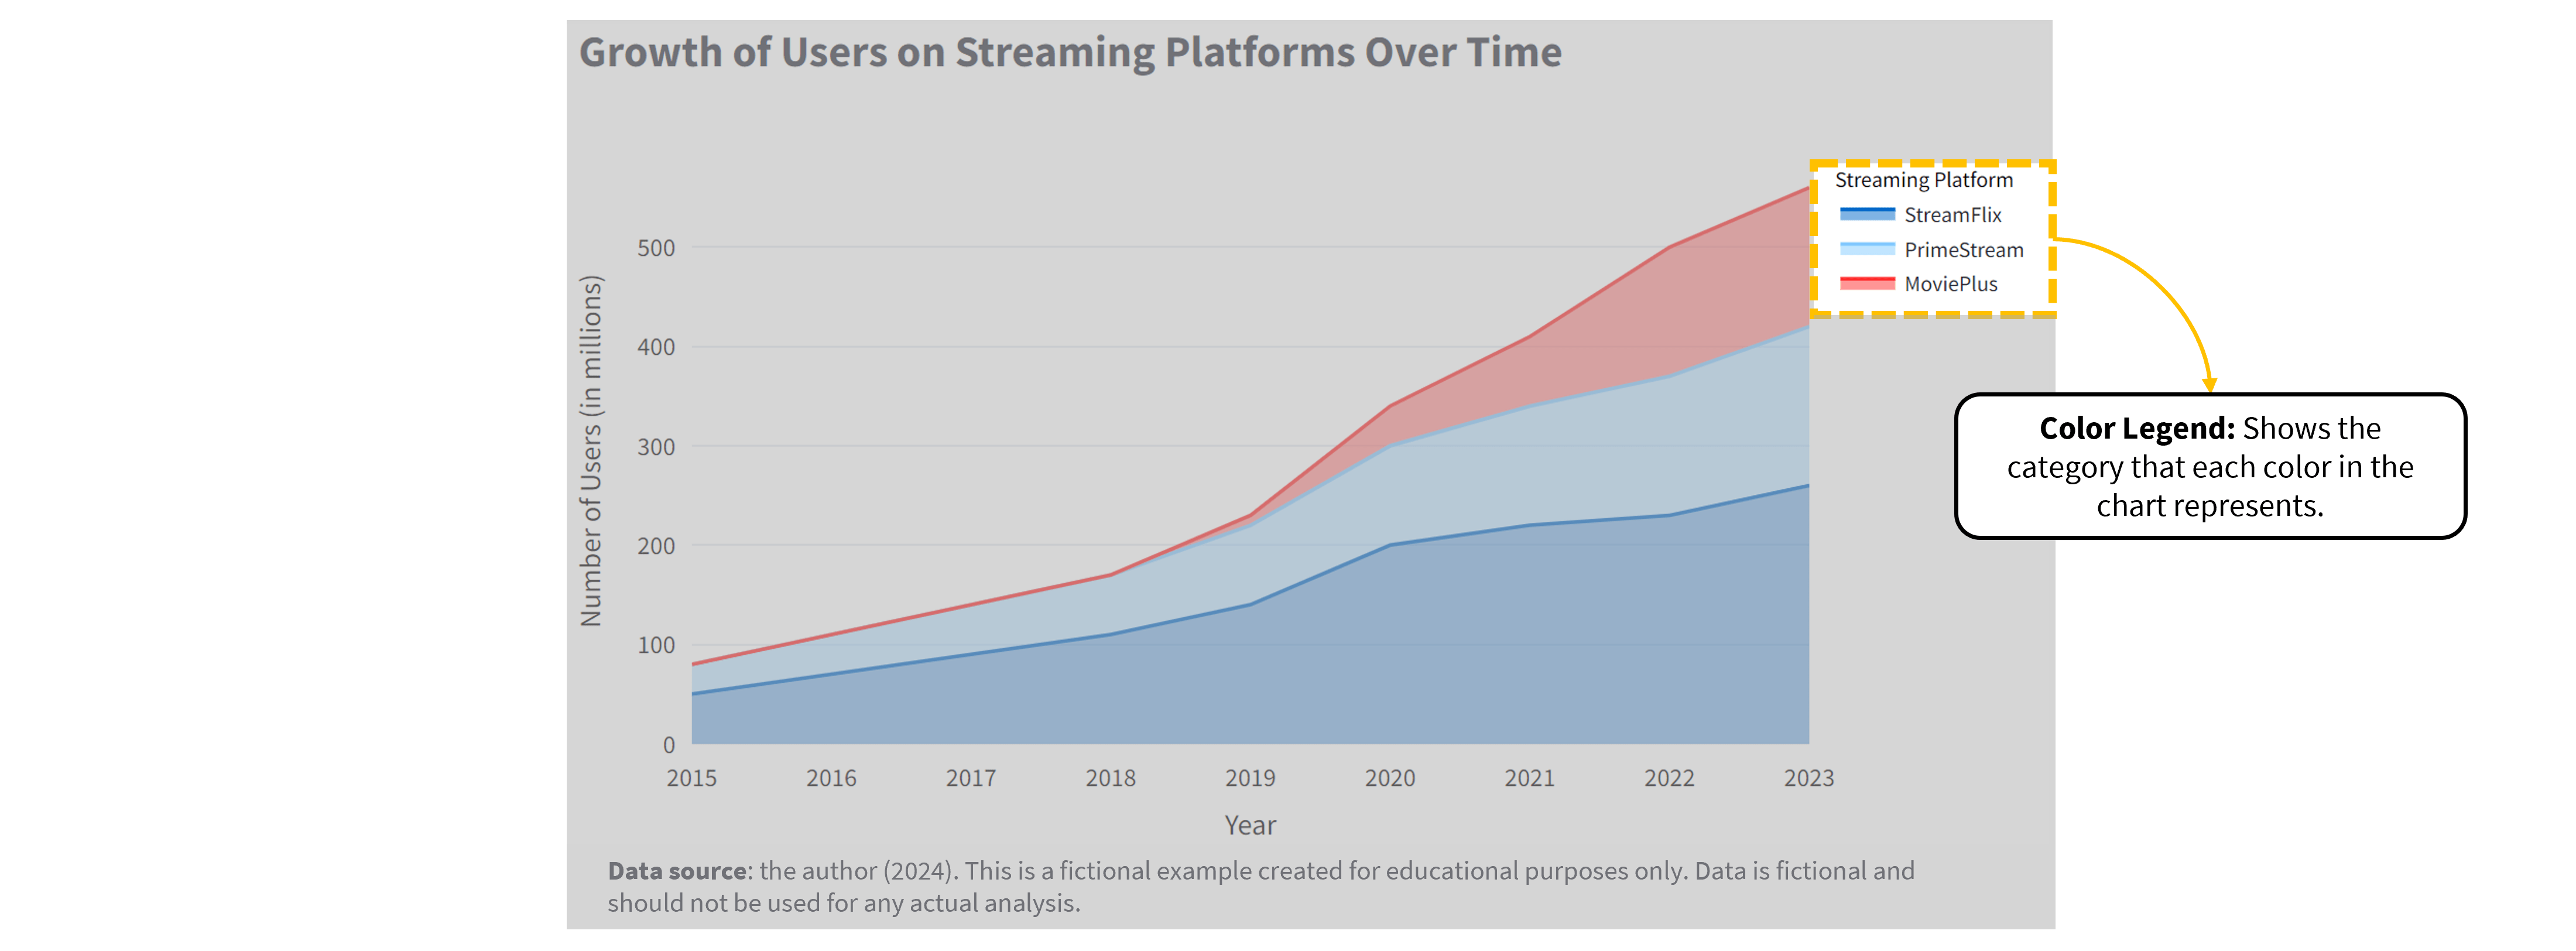 Growth of Users on Streaming Platforms Over Time
Streaming Platform
StreamFlix
PrimeStream
MoviePlus
Number of Users (in millions)
500
400
300
200
100
0
2015 2016 2017 2018 2019 2020 2021 2022 2023
Year
Color Legend: Shows the
category that each color in the
chart represents.
Data source: the author (2024). This is a fictional example created for educational purposes only. Data is fictional and
should not be used for any actual analysis.